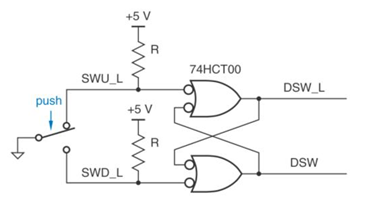 +5 V
R
74HCT00
SWU_L
DSW_L
push
+5 V
R
SWD_L
DSW